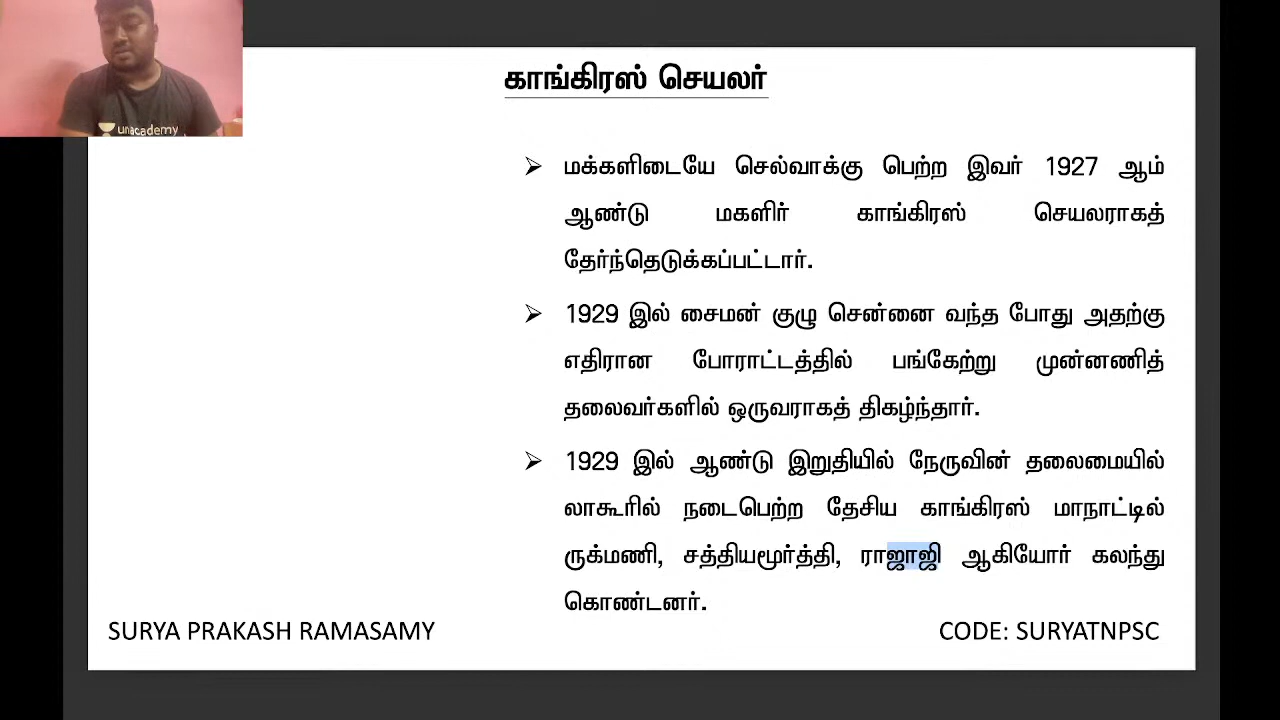 unacademy
காங்கிரஸ் செயலர்
➢ மக்களிடையே செல்வாக்கு பெற்ற இவர் 1927 ஆம்
ஆண்டு மகளிர் காங்கிரஸ் செயலராகத்
தேர்ந்தெடுக்கப்பட்டார்.
➢ 1929 இல் சைமன் குழு சென்னை வந்த போது அதற்கு
எதிரான போராட்டத்தில் பங்கேற்று முன்னணித்
தலைவர்களில் ஒருவராகத் திகழ்ந்தார்.
➢ 1929 இல் ஆண்டு இறுதியில் நேருவின் தலைமையில்
லாகூரில் நடைபெற்ற தேசிய காங்கிரஸ் மாநாட்டில்
ருக்மணி, சத்தியமூர்த்தி, ராஜாஜி ஆகியோர் கலந்து
கொண்டனர்.
SURYA PRAKASH RAMASAMY
CODE: SURYATNPSC